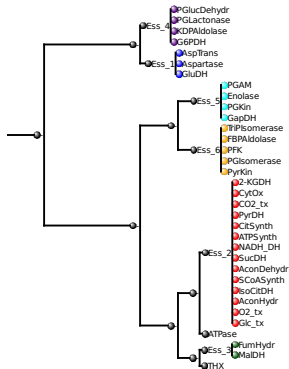 PGlucDehydr
PGLactonase
Ess_4
KDPAldolase
G6PDH
AspTrans
Ess_1
Aspartase
GluDH
PGAM
Enolase
Ess_5
PGKin
GapDH
TriPIsomerase
FBPAldolase
Ess_6
PFK
PGIsomerase
PyrKin
2-KGDH
CytOx
CO2_tx
PyrDH
CitSynth
ATPSynth
NADH_DH
Ess_2
SucDH
AconDehydr
SCoASynth
IsoCitDH
AconHydr
O2_tx
Glc_tx
ATPase
FumHydr
Ess_3
MalDH
THX